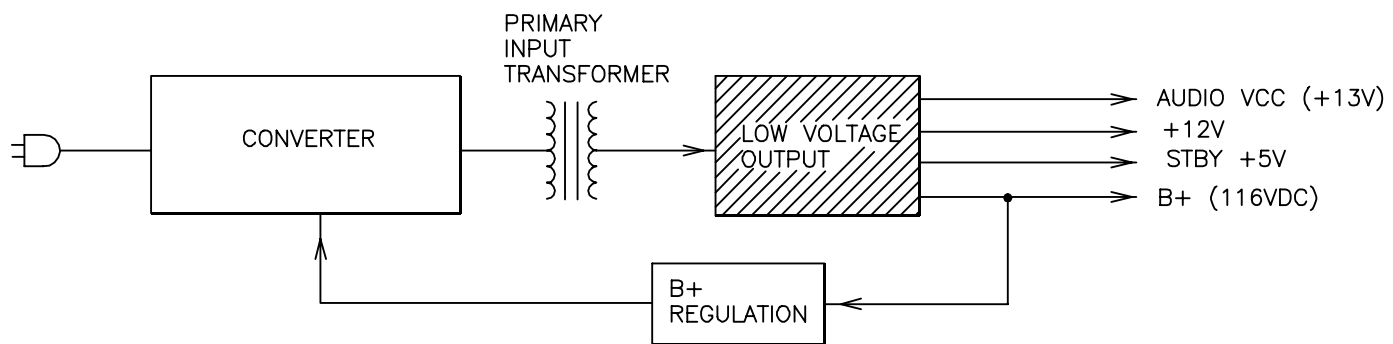 PRIMARY
INPUT
TRANSFORMER
CONVERTER
LOW VOLTAGE
OUTPUT
AUDIO VCC (+13V)
+12V
STBY +5V
B+ (116VDC)
B+
REGULATION